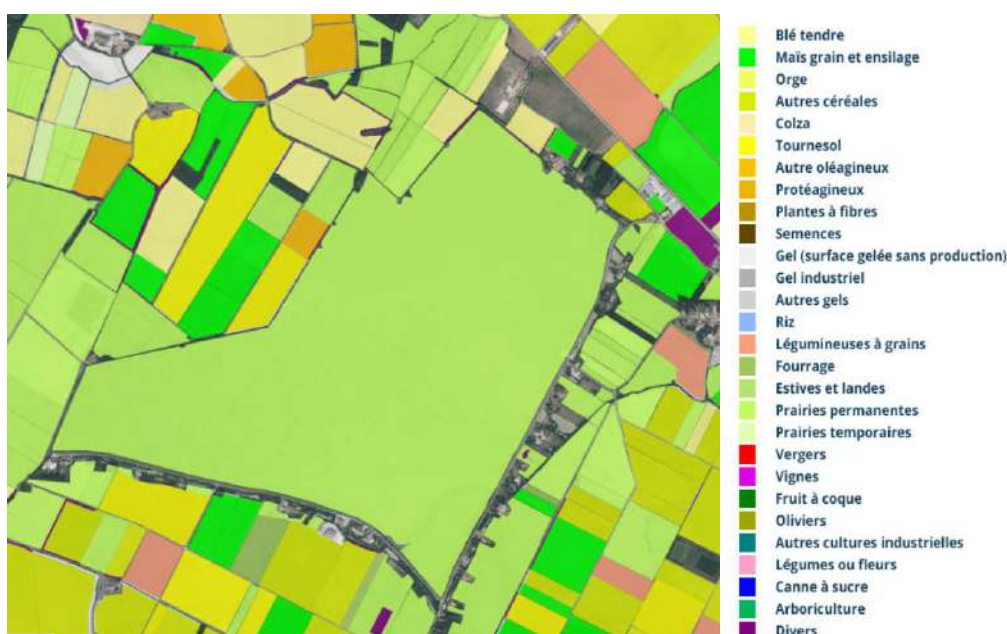 Blé tendre
Maïs grain et ensilage
Orge
Autres céréales
Colza
Tournesol
Autre oléagineux
Protéagineux
Plantes à fibres
Semences
Gel (surface gelée sans production)
Gel industriel
Autres gels
Riz
Légumineuses à grains
Fourrage
Estives et landes
Prairies permanentes
Prairies temporaires
Vergers
Vignes
Fruit à coque
Oliviers
Autres cultures industrielles
Légumes ou fleurs
Canne à sucre
Arboriculture
Divers